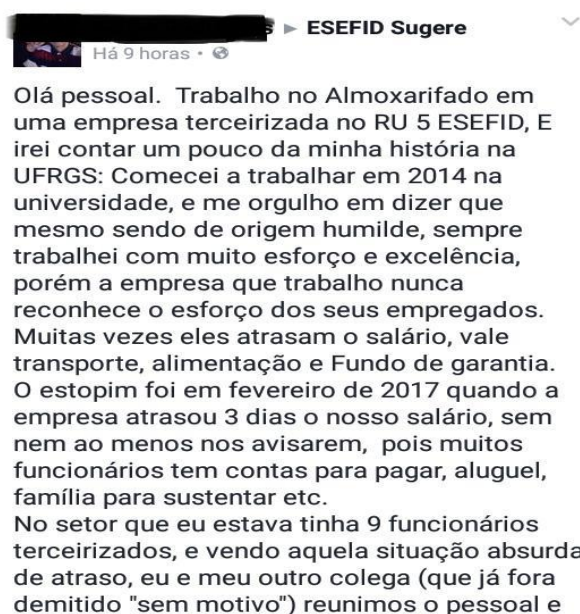 ESEFID Sugere
Há 9 horas
Olá pessoal. Trabalho no Almoxarifado em
uma empresa terceirizada no RU 5 ESEFID, E
irei contar um pouco da minha história na
UFRGS: Comecei a trabalhar em 2014 na
universidade, e me orgulho em dizer que
mesmo sendo de origem humilde, sempre
trabalhei com muito esforço e excelência,
porém a empresa que trabalho nunca
reconhece o esforço dos seus empregados.
Muitas vezes eles atrasam o salário, vale
transporte, alimentação e Fundo de garantia.
O estopim foi em fevereiro de 2017 quando a
empresa atrasou 3 dias o nosso salário, sem
nem ao menos nos avisarem, pois muitos
funcionários tem contas para pagar, aluguel,
família para sustentar etc.
No setor que eu estava tinha 9 funcionários
terceirizados, e vendo aquela situação absurda
de atraso, eu e meu outro colega (que já fora
demitido "sem motivo") reunimos o pessoal e